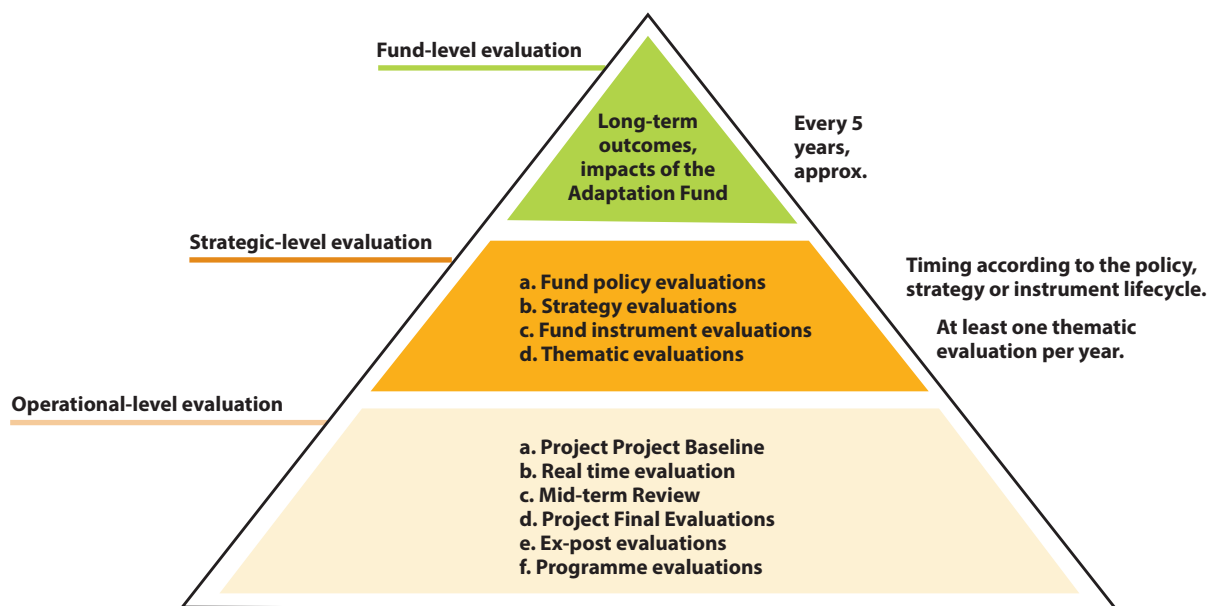 Fund-level evaluation
Long-term
outcomes,
impacts of the
Adaptation Fund
Every 5
years,
approx.
Strategic-level evaluation
a. Fund policy evaluations
b. Strategy evaluations
c. Fund instrument evaluations
d. Thematic evaluations
Timing according to the policy,
strategy or instrument lifecycle.
At least one thematic
evaluation per year.
Operational-level evaluation
a. Project Project Baseline
b. Real time evaluation
c. Mid-term Review
d. Project Final Evaluations
e. Ex-post evaluations
f. Programme evaluations